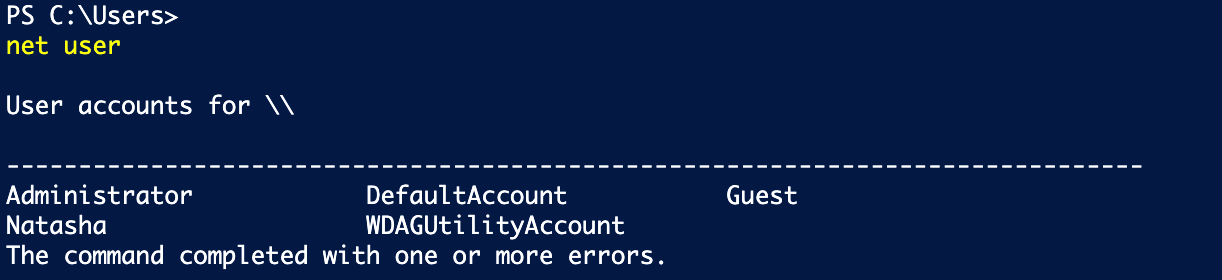 PS C:\Users>
net user
User accounts for \\
-------------------------------------------------------------------------------
Administrator            DefaultAccount           Guest
Natasha                  WDAGUtilityAccount
The command completed with one or more errors.